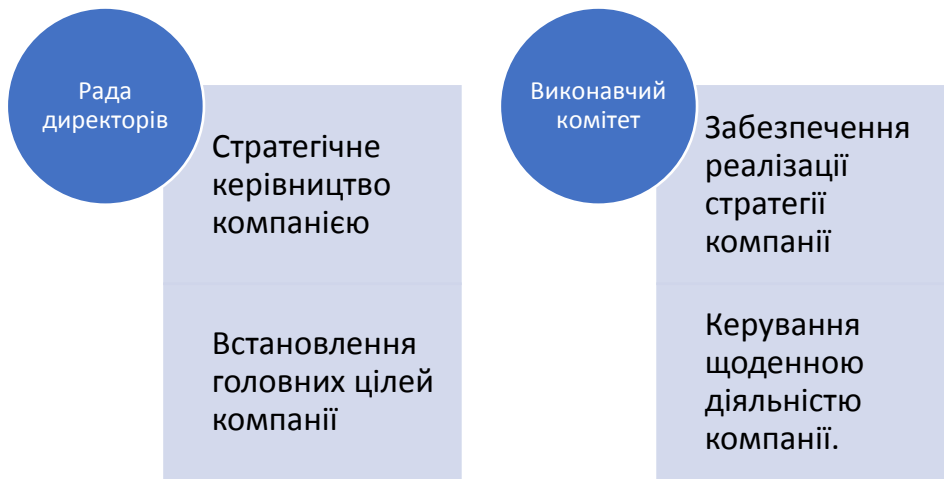 Рада
директорів
Стратегічне
керівництво
компанією
Встановлення
головних цілей
компанії
Виконавчий
комітет
Забезпечення
реалізації
стратегії
компанії
Керування
щоденною
діяльністю
компанії.